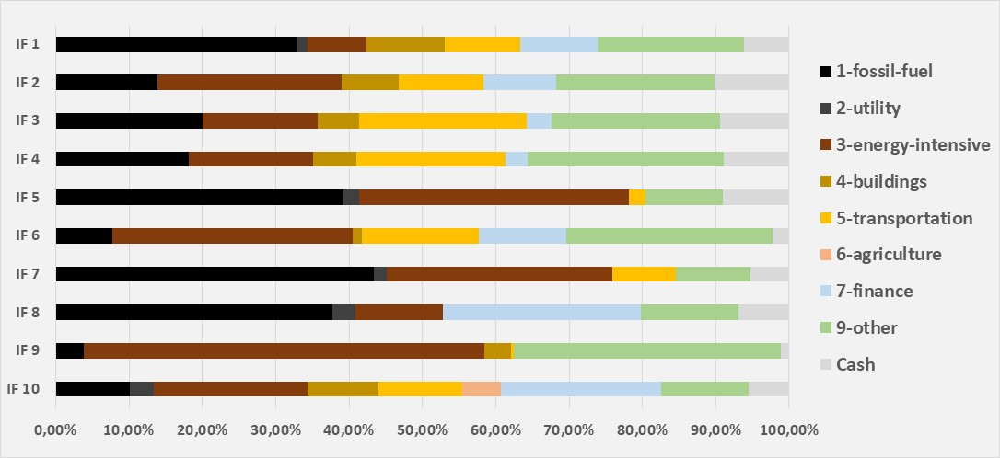 IF 1
IF 2
IF 3
IF 4
IF 5
IF 6
IF 7
IF 8
IF 9
IF 10
0,00% 10,00% 20,00% 30,00% 40,00% 50,00% 60,00% 70,00% 80,00% 90,00% 100,00%
1-fossil-fuel
2-utility
3-energy-intensive
4-buildings
5-transportation
6-agriculture
7-finance
9-other
Cash